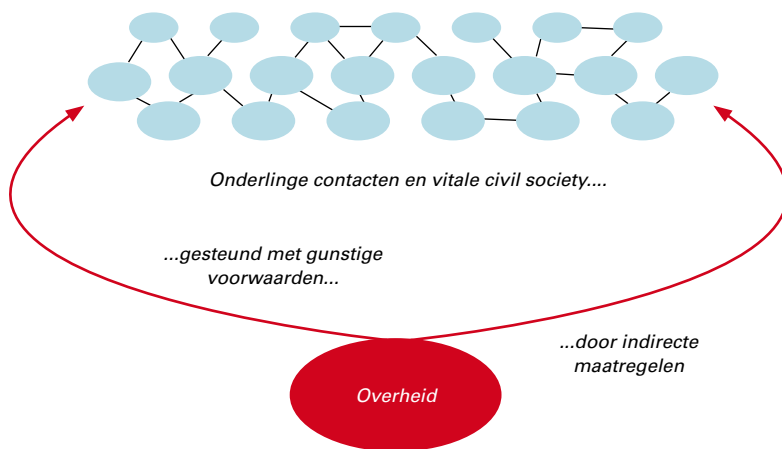 Onderlinge contacten en vitale civil society....
...gesteund met gunstige
voorwaarden...
...door indirecte
maatregelen
Overheid